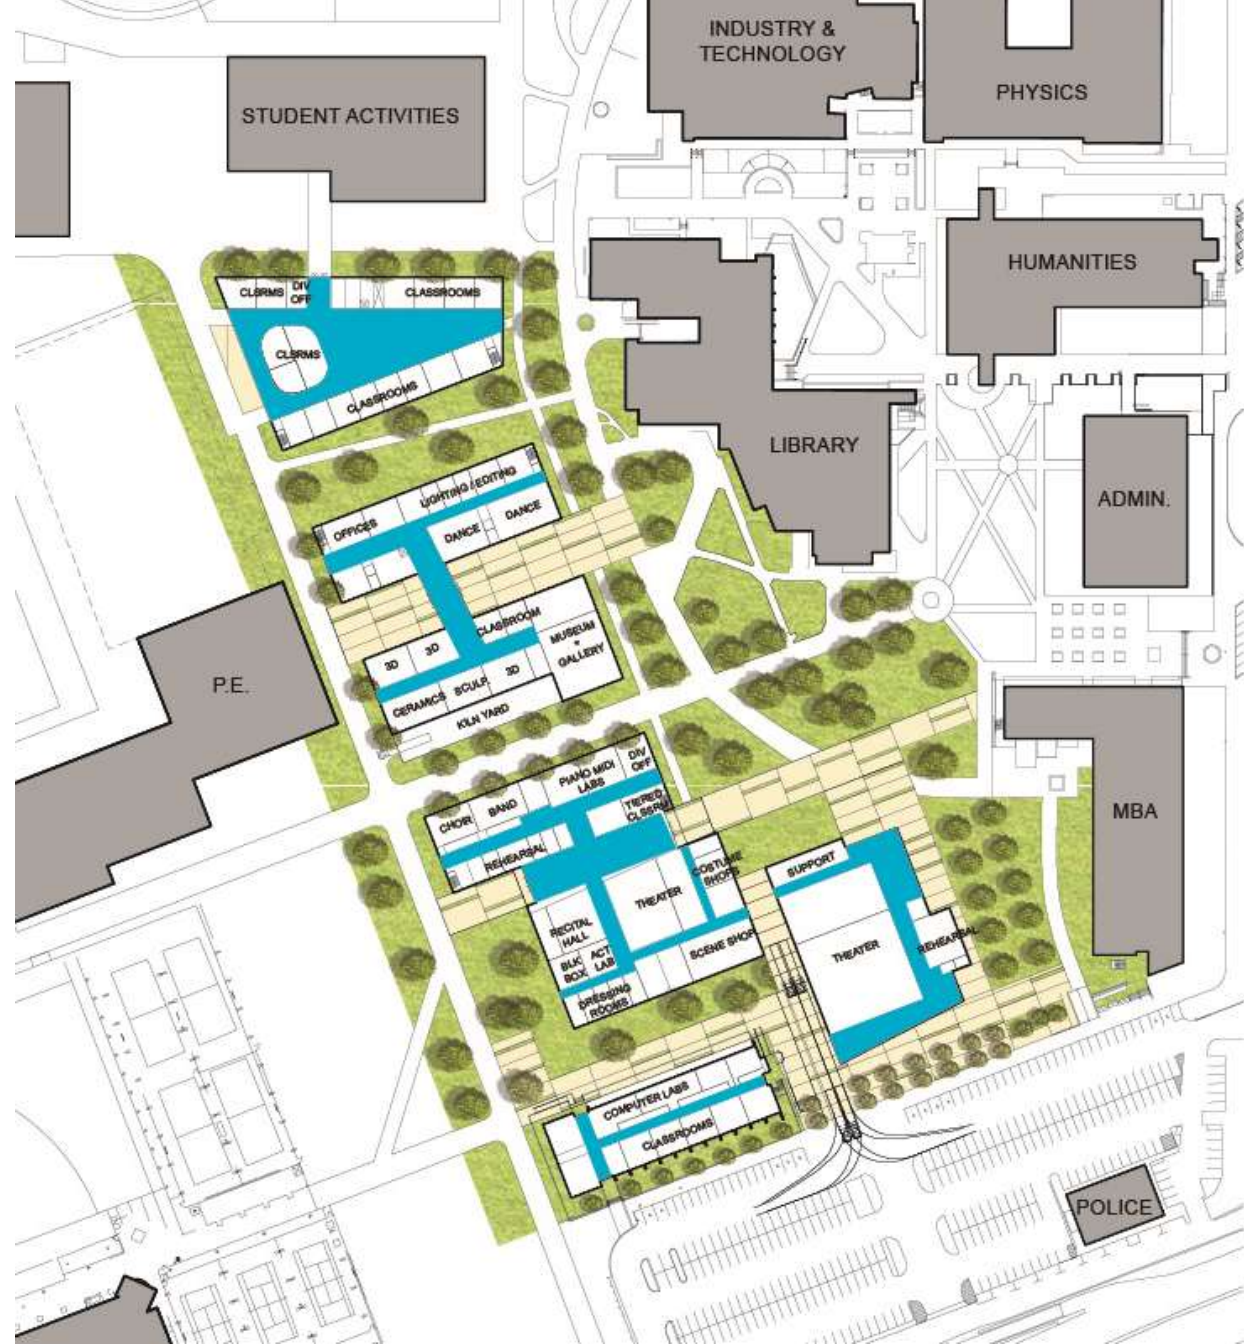 INDUSTRY &
TECHNOLOGY
PHYSICS
STUDENT ACTIVITIES
HUMANITIES
CLSRMS
DIV
OFF
CLASSROOMS
CLSRMS
CLASSROOMS
LIBRARY
ADMIN.
LIGHTING / EDITING
OFFICES
DANCE
DANCE
CLASSROOM
MUSEUM
+
GALLERY
3D
3D
3D
SCULP.
CERAMICS
KILN YARD
P.E.
DIV
OFF
PIANO MIDI
LABS
BAND
CHOIR
TIERED
CLSSRM
REHEARSAL
COSTUME
SHOPS
THEATER
SUPPORT
MBA
RECITAL
HALL
SCENE SHOP
THEATER
REHEARSAL
BLK
BOX
ACT
LAB
DRESSING
ROOMS
COMPUTER LABS
CLASSROOMS
POLICE